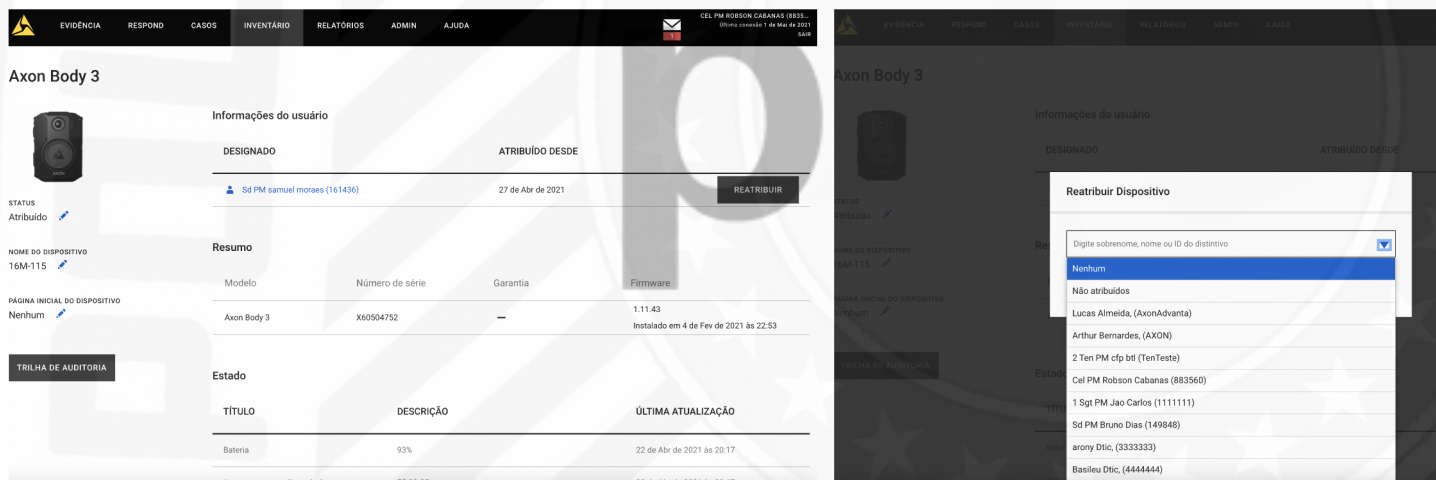 EVIDÊNCIA RESPOND CASOS INVENTÁRIO RELATÓRIOS ADMIN AJUDA
1
CEL PM ROBSON CABANAS (8835...
Última conexão 1 de Mai de 2021
SAIR
Axon Body 3
AXON
STATUS
Atribuído
NOME DO DISPOSITIVO
16M-115
PÁGINA INICIAL DO DISPOSITIVO
Nenhum
TRILHA DE AUDITORIA
Informações do usuário
DESIGNADO ATRIBUÍDO DESDE
Sd PM samuel moraes (161436) 27 de Abr de 2021 REATRIBUIR
Resumo
Modelo Número de série Garantia Firmware
Axon Body 3 X60504752 — 1.11.43
Instalado em 4 de Fev de 2021 às 22:53
Estado
TÍTULO DESCRIÇÃO ÚLTIMA ATUALIZAÇÃO
Bateria 93% 22 de Abr de 2021 às 20:17
p
EVIDÊNCIA RESPOND CASOS INVENTÁRIO RELATÓRIOS ADMIN AJUDA
Axon Body 3
Informações do usuário
DESIGNADO ATRIBUÍDO DESDE
STATUS
Atribuído
NOME DO DISPOSITIVO
16M-115
PÁGINA INICIAL DO DISPOSITIVO
Nenhum
TRILHA DE AUDITORIA
Reatribuir Dispositivo
Digite sobrenome, nome ou ID do distintivo
Nenhum
Não atribuídos
Lucas Almeida, (AxonAdvanta)
Arthur Bernardes, (AXON)
2 Ten PM cfp btl (TenTeste)
Cel PM Robson Cabanas (883560)
1 Sgt PM Jao Carlos (1111111)
Sd PM Bruno Dias (149848)
arony Dtic, (3333333)
Basileu Dtic, (4444444)